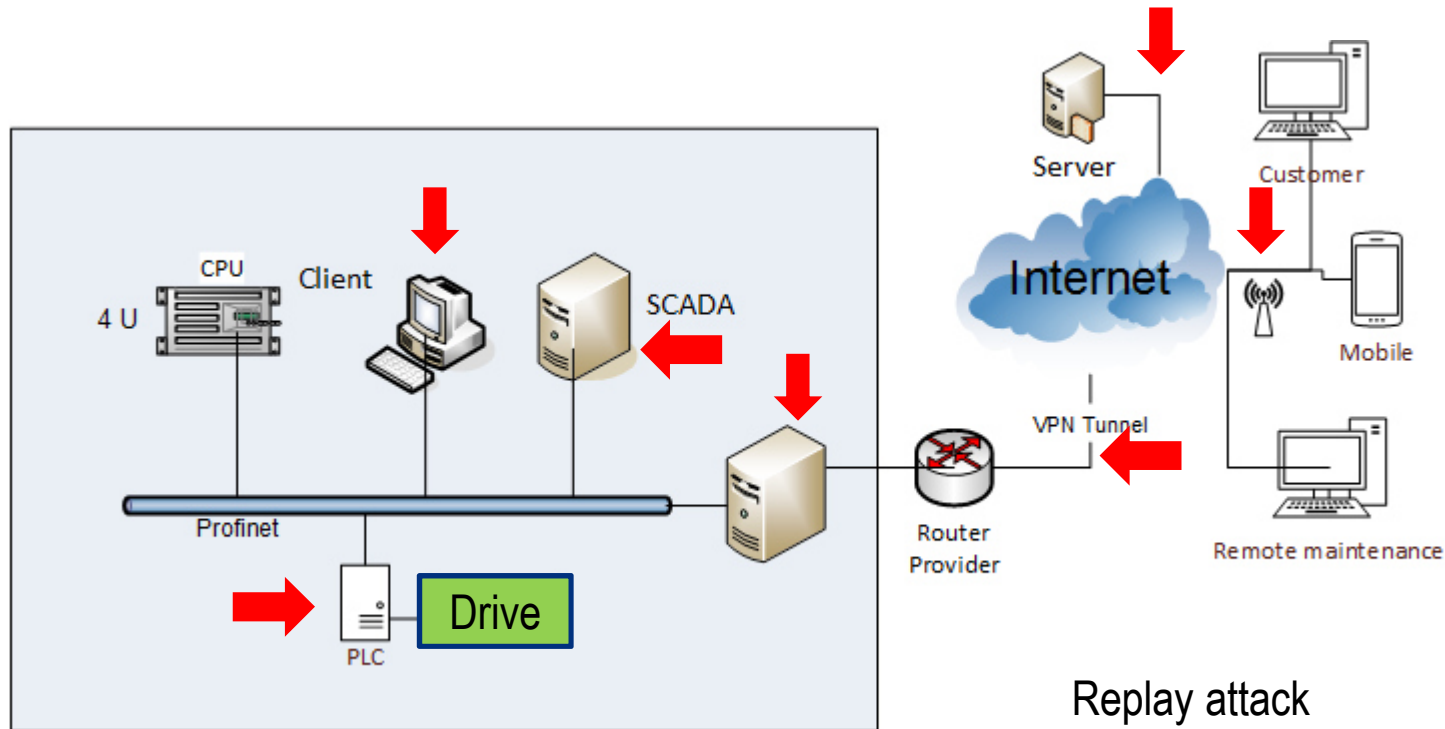 Server
Customer
CPU
Client
4 U
SCADA
Internet
Mobile
VPN Tunnel
Profinet
Router
Provider
Remote maintenance
Drive
PLC
Replay attack